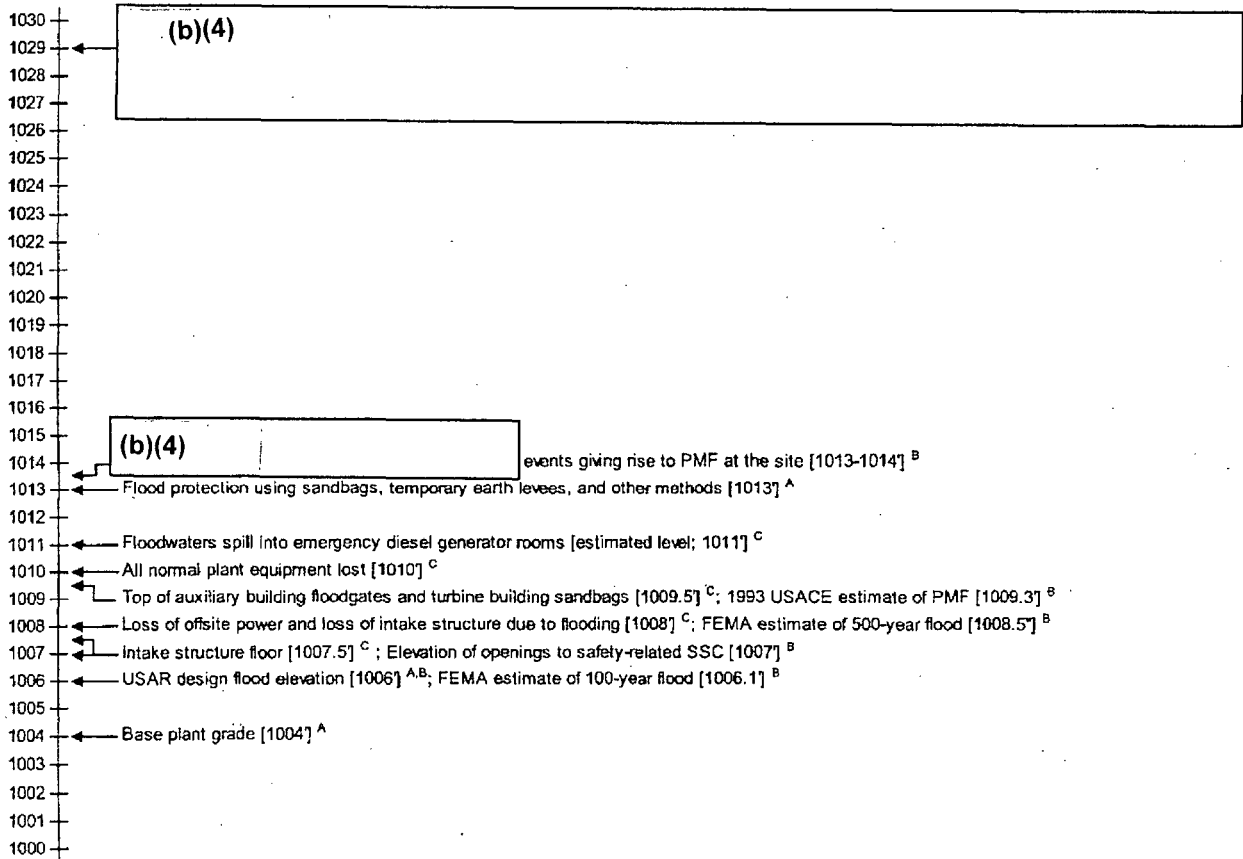 1030
(b)(4)
1029
1028
1027
1026
1025
1024
1023
1022
1021
1020
1019
1018
1017
1016
1015
(b)(4)
1014 events giving rise to PMF at the site [1013-1014'] B
1013 Flood protection using sandbags, temporary earth levees, and other methods [1013'] A
1012
1011 Floodwaters spill into emergency diesel generator rooms [estimated level; 1011'] C
1010 All normal plant equipment lost [1010'] C
1009 Top of auxiliary building floodgates and turbine building sandbags [1009.5'] C; 1993 USACE estimate of PMF [1009.3'] B
1008 Loss of offsite power and loss of intake structure due to flooding [1008'] C; FEMA estimate of 500-year flood [1008.5'] B
1007 Intake structure floor [1007.5'] C ; Elevation of openings to safety-related SSC [1007'] B
1006 USAR design flood elevation [1006'] A,B; FEMA estimate of 100-year flood [1006.1'] B
1005
1004 Base plant grade [1004'] A
1003
1002
1001
1000